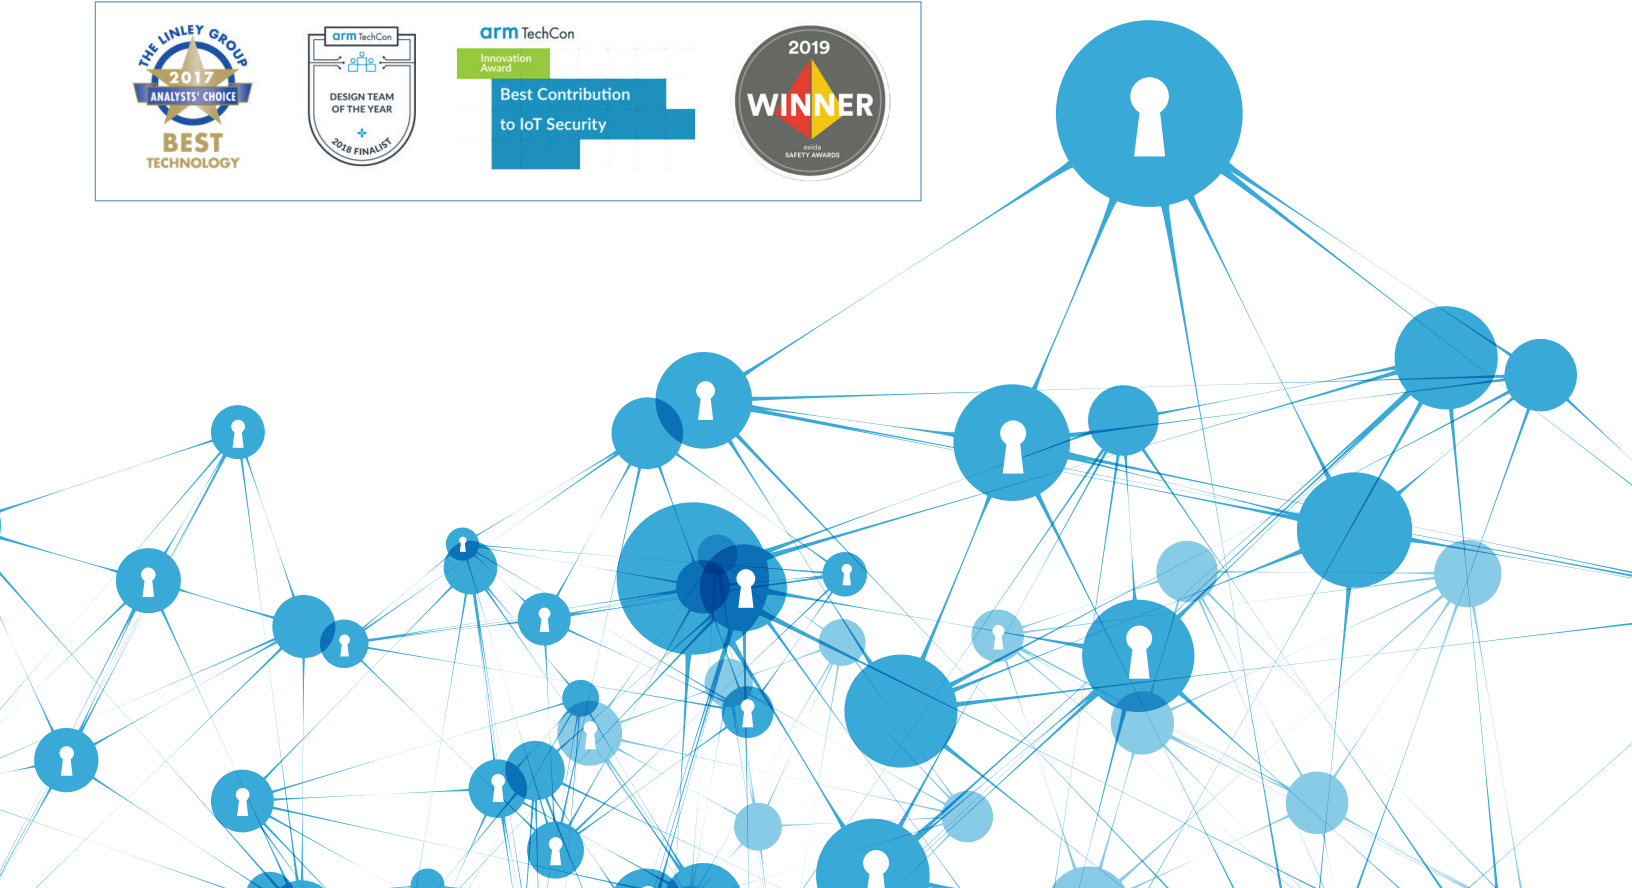 THE LINLEY GROUP
2017
ANALYSTS' CHOICE
BEST
TECHNOLOGY
arm TechCon
DESIGN TEAM
OF THE YEAR
2018 FINALIST
arm TechCon
Innovation
Award
Best Contribution
to IoT Security
2019
WINNER
exida
SAFETY AWARDS